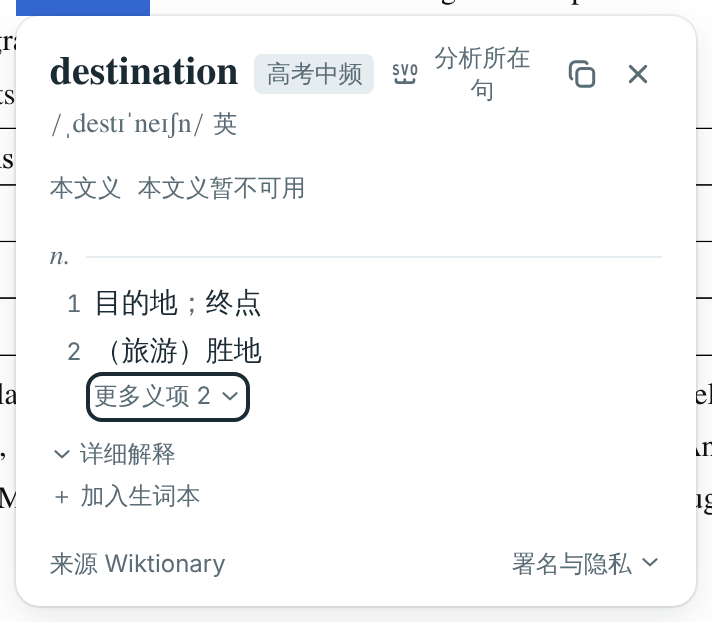 destination 高考中频 SVO 分析所在句
/ˌdestɪˈneɪʃn/ 英
本文义 本文义暂不可用
n.
1 目的地；终点
2 （旅游）胜地
更多义项 2
详细解释
+ 加入生词本
来源 Wiktionary 署名与隐私